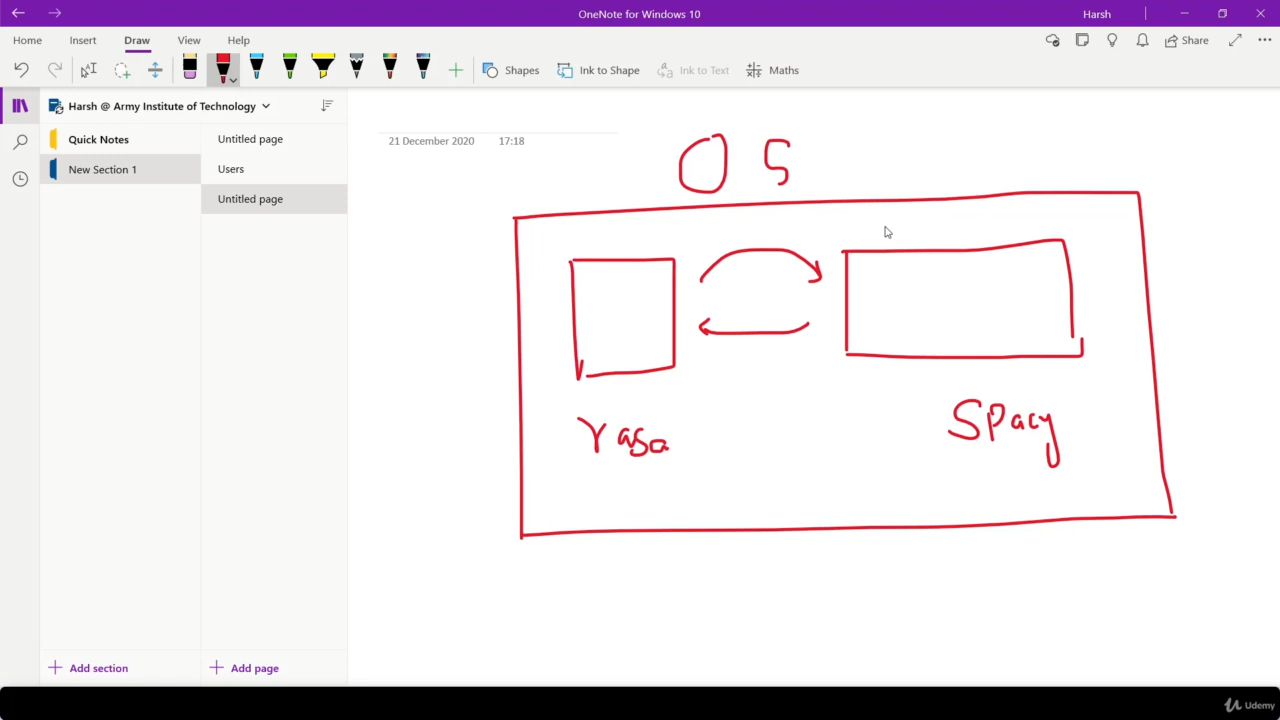 OneNote for Windows 10
Harsh
Home Insert Draw View Help
Share
Shapes Ink to Shape Ink to Text Maths
Harsh @ Army Institute of Technology
Quick Notes
New Section 1
Untitled page
Users
Untitled page
21 December 2020 17:18
OS
rasa
Spacy
Add section Add page
Udemy